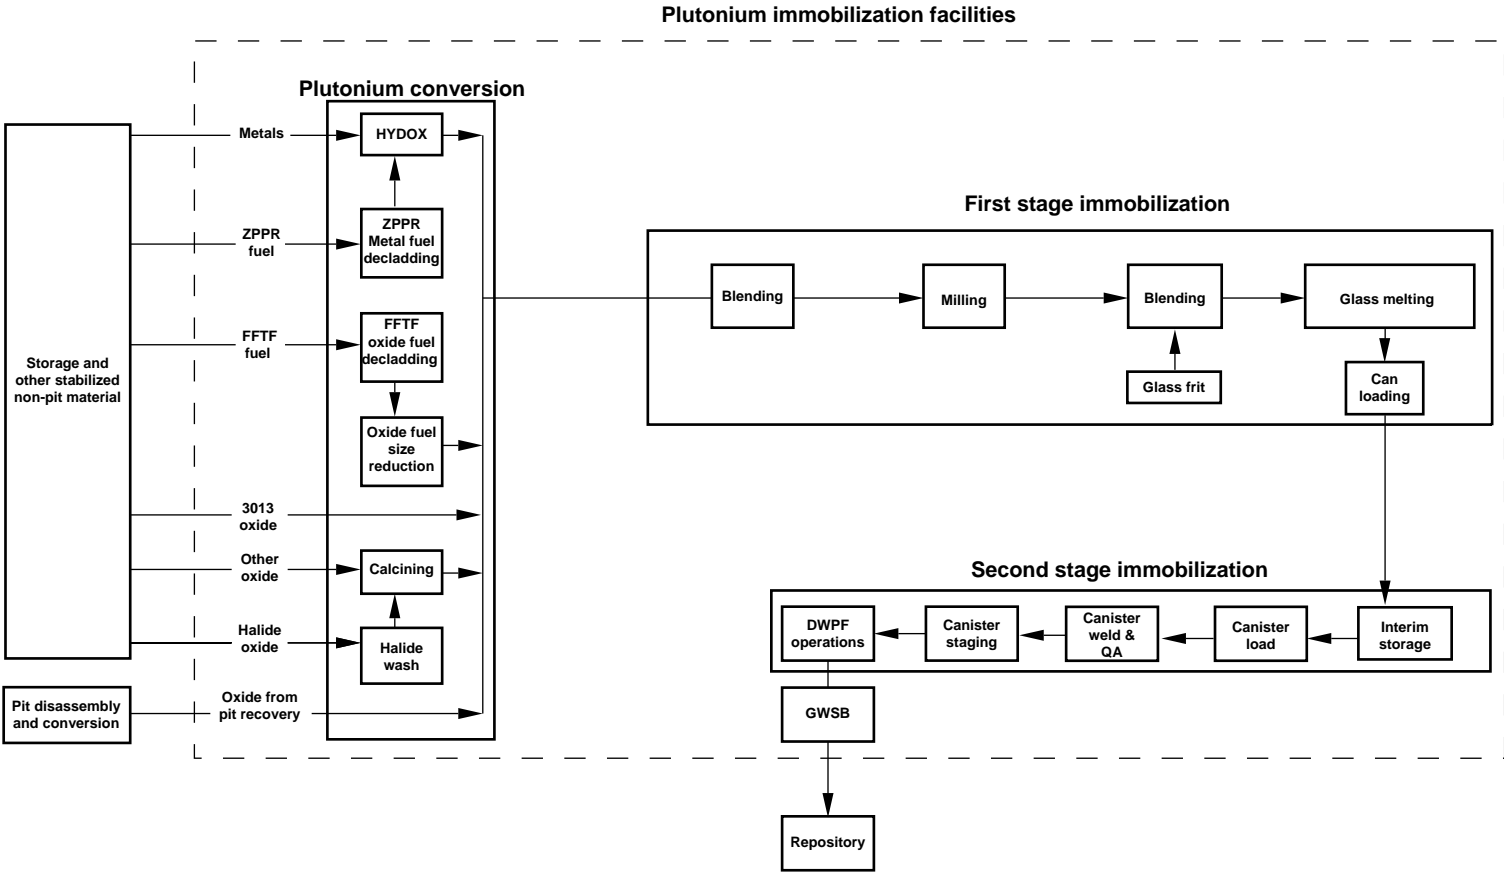 Plutonium immobilization facilities
Plutonium conversion
Metals
HYDOX
ZPPR
fuel
ZPPR
Metal fuel
decladding
FFTF
fuel
FFTF
oxide fuel
decladding
Storage and
other stabilized
non-pit material
Oxide fuel
size
reduction
3013
oxide
Other
oxide
Calcining
Halide
oxide
Halide
wash
Pit disassembly
and conversion
Oxide from
pit recovery
First stage immobilization
Blending
Milling
Blending
Glass melting
Glass frit
Can
loading
Second stage immobilization
DWPF
operations
Canister
staging
Canister
weld &
QA
Canister
load
Interim
storage
GWSB
Repository